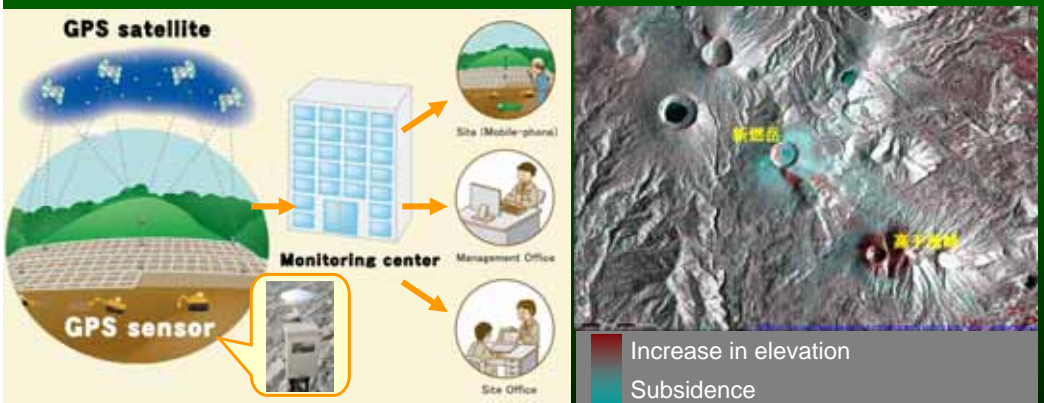 GPS satellite
Site (Mobile-phone)
Monitoring center
Management Office
GPS sensor
Site Office
新燃岳
高千穂峰
Increase in elevation
Subsidence